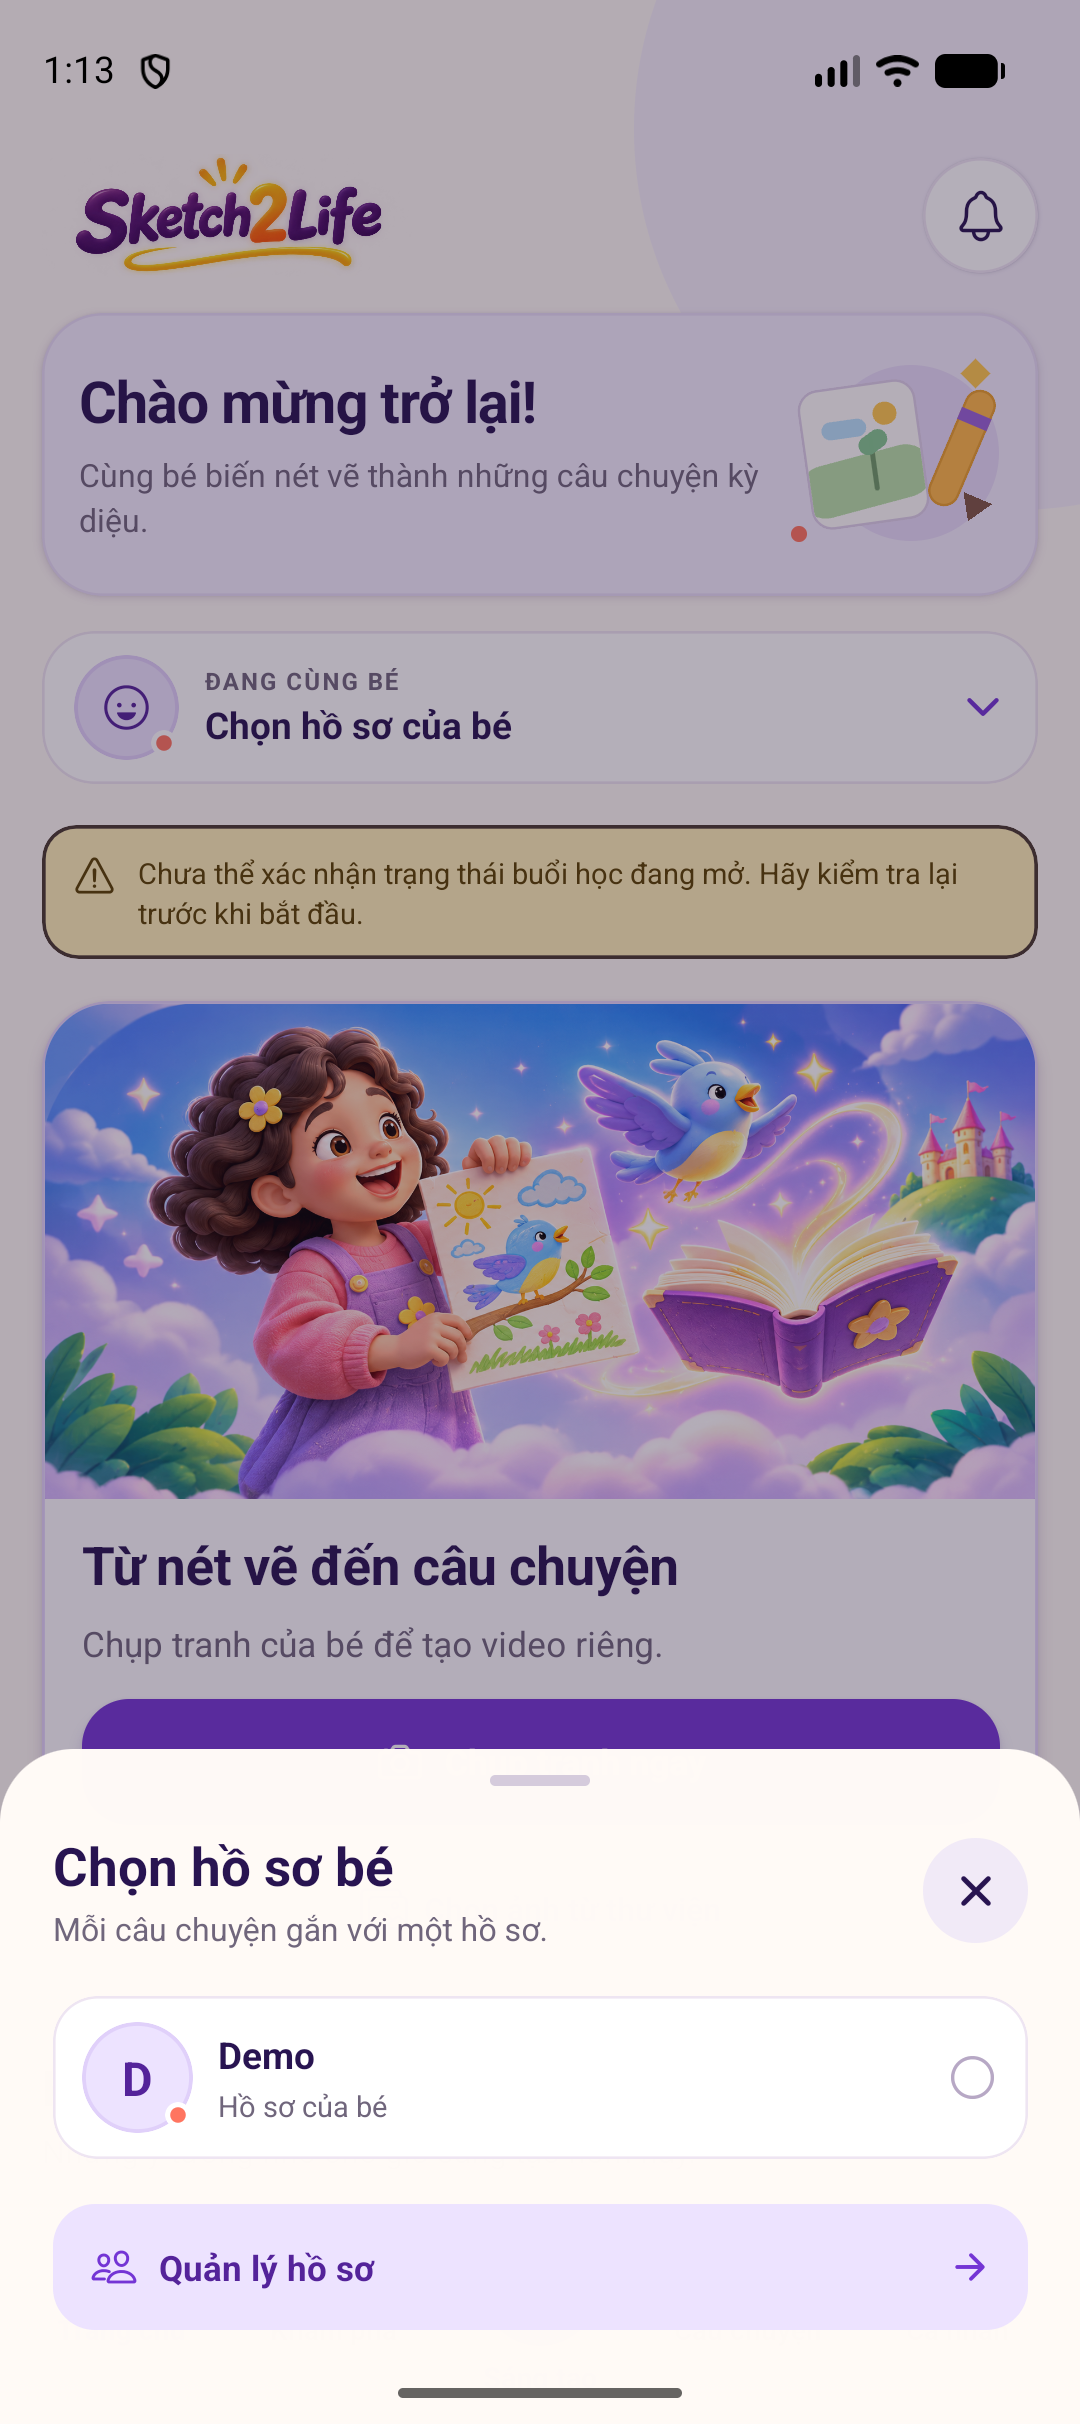 1:13
Sketch2Life
Chào mừng trở lại!
Cùng bé biến nét vẽ thành những câu chuyện kỳ
diệu.
ĐANG CÙNG BÉ
Chọn hồ sơ của bé
Chưa thể xác nhận trạng thái buổi học đang mở. Hãy kiểm tra lại
trước khi bắt đầu.
Từ nét vẽ đến câu chuyện
Chụp tranh của bé để tạo video riêng.
Chọn hồ sơ bé
Mỗi câu chuyện gắn với một hồ sơ.
D
Demo
Hồ sơ của bé
Quản lý hồ sơ